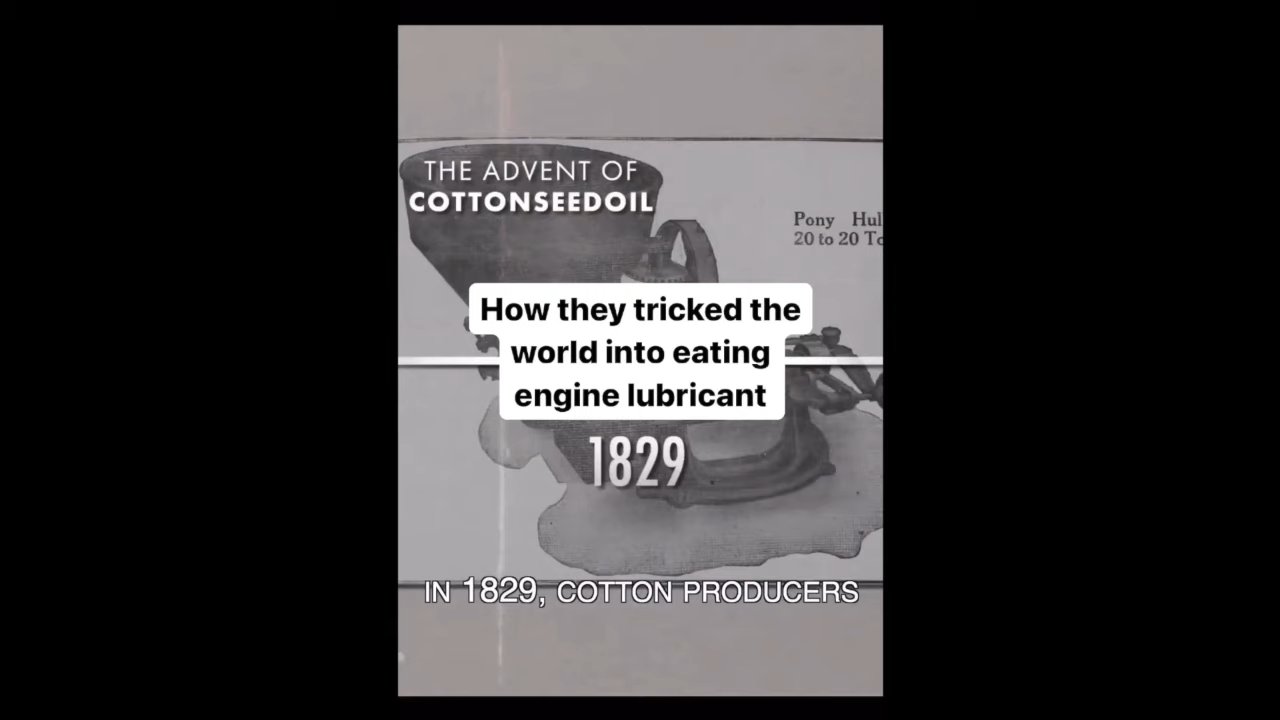 THE ADVENT OF
COTTONSEEDOIL
Pony Hul
20 to 20 To
How they tricked the
world into eating
engine lubricant
1829
IN 1829, COTTON PRODUCERS